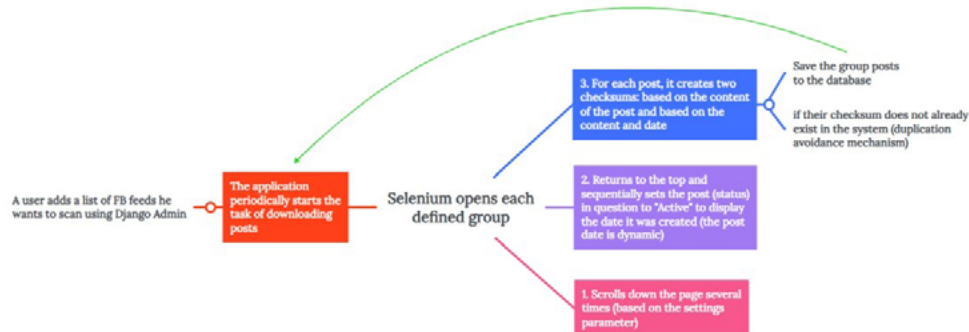 A user adds a list of FB feeds he
wants to scan using Django Admin
The application
periodically starts the
task of downloading
posts
Selenium opens each
defined group
3. For each post, it creates two
checksums: based on the content
of the post and based on the
content and date
Save the group posts
to the database
if their checksum does not already
exist in the system (duplication
avoidance mechanism)
2. Returns to the top and
sequentially sets the post (status)
in question to "Active" to display
the date it was created (the post
date is dynamic)
1. Scrolls down the page several
times (based on the settings
parameter)